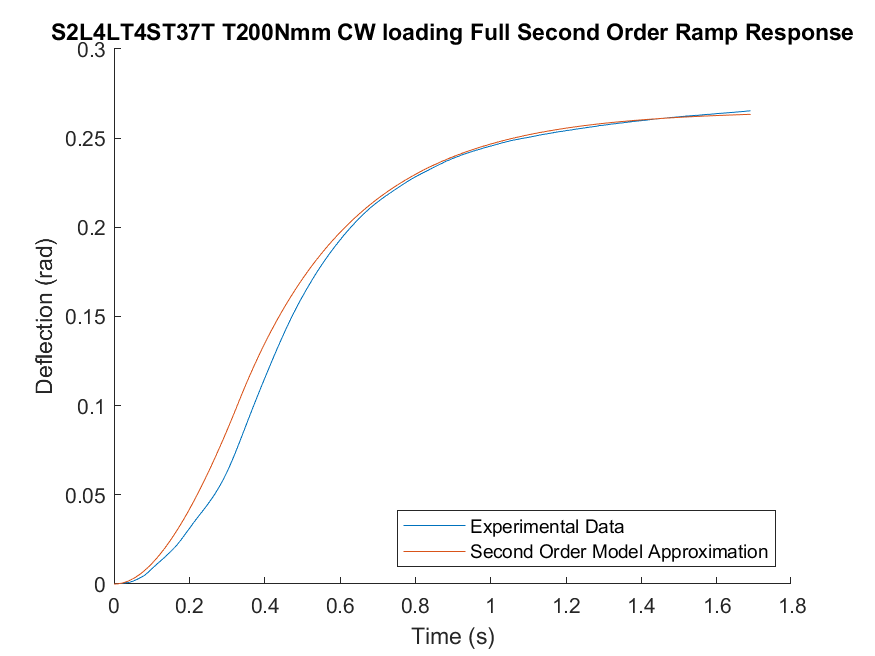 S2L4LT4ST37T T200Nmm CW loading Full Second Order Ramp Response
0.3
0.25
0.2
0.15
0.1
0.05
0
Deflection (rad)
Experimental Data
Second Order Model Approximation
0 0.2 0.4 0.6 0.8 1 1.2 1.4 1.6 1.8
Time (s)